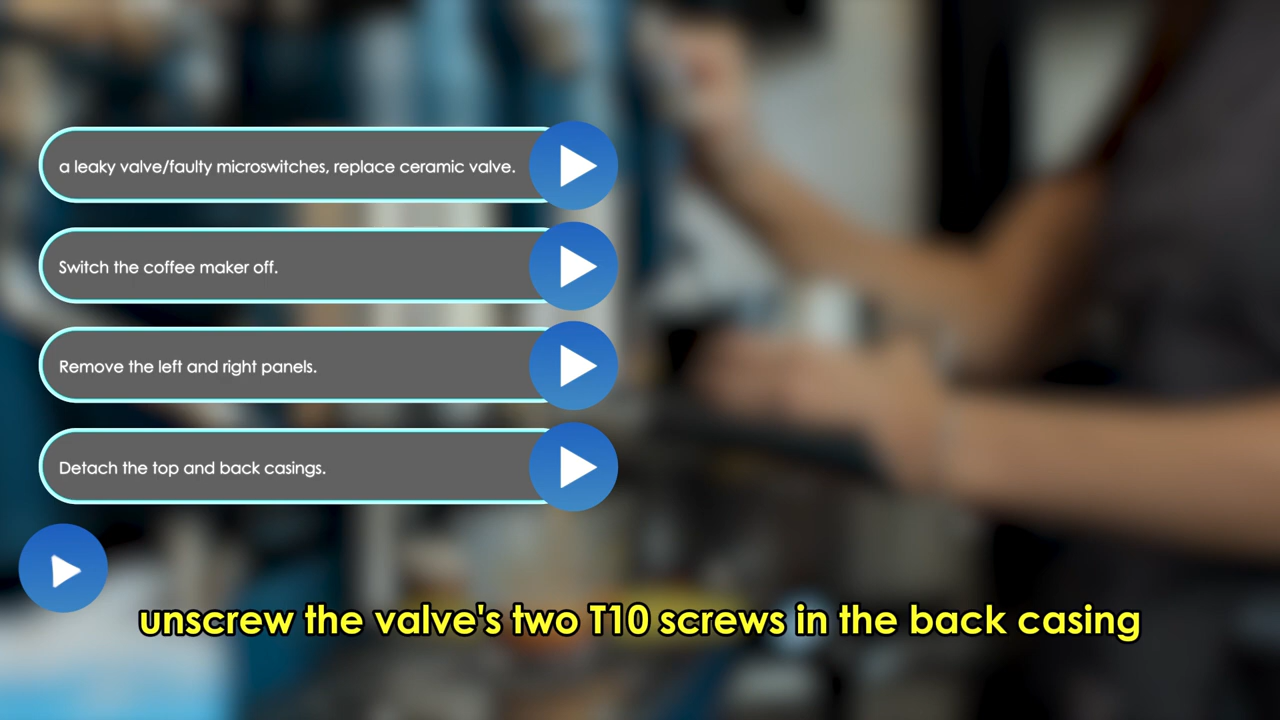 a leaky valve/faulty microswitches, replace ceramic valve.
Switch the coffee maker off.
Remove the left and right panels.
Detach the top and back casings.
unscrew the valve's two T10 screws in the back casing